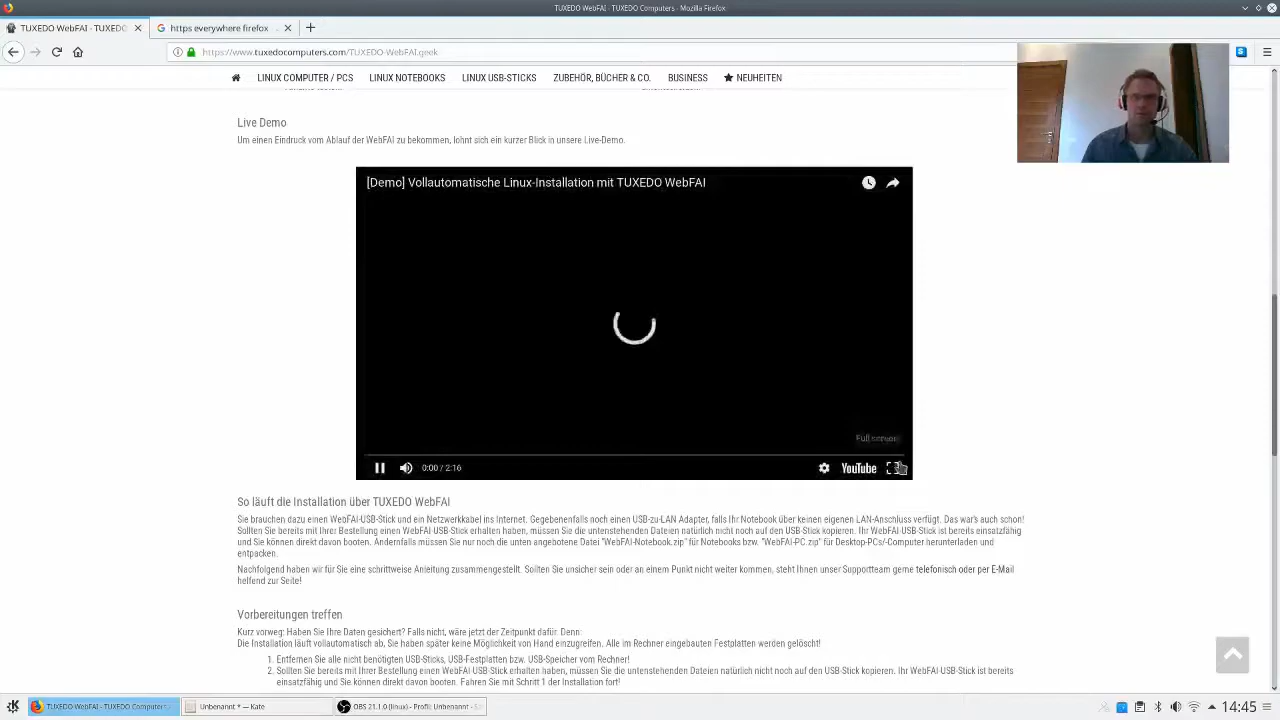 TUXEDO WebFAI - TUXEDO Computers - Mozilla Firefox
TUXEDO WebFAI - TUXEDO
https everywhere firefox
https://www.tuxedocomputers.com/TUXEDO-WebFAI.geek
LINUX COMPUTER / PCS LINUX NOTEBOOKS LINUX USB-STICKS ZUBEHÖR, BÜCHER & CO. BUSINESS NEUHEITEN
Live Demo
Um einen Eindruck vom Ablauf der WebFAI zu bekommen, lohnt sich ein kurzer Blick in unsere Live-Demo.
[Demo] Vollautomatische Linux-Installation mit TUXEDO WebFAI
Full screen
0:00 / 2:16
YouTube
So läuft die Installation über TUXEDO WebFAI
Sie brauchen dazu einen WebFAI-USB-Stick und ein Netzwerkkabel ins Internet. Gegebenenfalls noch einen USB-zu-LAN Adapter, falls Ihr Notebook über keinen eigenen LAN-Anschluss verfügt. Das war's auch schon!
Sollten Sie bereits mit Ihrer Bestellung einen WebFAI-USB-Stick erhalten haben, müssen Sie die untenstehenden Dateien natürlich nicht noch auf den USB-Stick kopieren. Ihr WebFAI-USB-Stick ist bereits einsatzfähig
und Sie können direkt davon booten. Andernfalls müssen Sie nur noch die unten angebotene Datei "WebFAI-Notebook.zip" für Notebooks bzw. "WebFAI-PC.zip" für Desktop-PCs/-Computer herunterladen und
entpacken.
Nachfolgend haben wir für Sie eine schrittweise Anleitung zusammengestellt. Sollten Sie unsicher sein oder an einem Punkt nicht weiter kommen, steht Ihnen unser Supportteam gerne telefonisch oder per E-Mail
helfend zur Seite!
Vorbereitungen treffen
Kurz vorweg: Haben Sie Ihre Daten gesichert? Falls nicht, wäre jetzt der Zeitpunkt dafür. Denn:
Die Installation läuft vollautomatisch ab, Sie haben später keine Möglichkeit von Hand einzugreifen. Alle im Rechner eingebauten Festplatten werden gelöscht!
1. Entfernen Sie alle nicht benötigten USB-Sticks, USB-Festplatten bzw. USB-Speicher vom Rechner!
2. Sollten Sie bereits mit Ihrer Bestellung einen WebFAI USB-Stick erhalten haben, müssen Sie die untenstehenden Dateien natürlich nicht noch auf den USB-Stick kopieren. Ihr WebFAI-USB-Stick ist bereits
einsatzfähig und Sie können direkt davon booten. Fahren Sie mit Schritt 1 der Installation fort!
TUXEDO WebFAI - TUXEDO Computers
Unbenannt * — Kate
OBS 21.1.0 (linux) - Profil: Unbenannt -
14:45